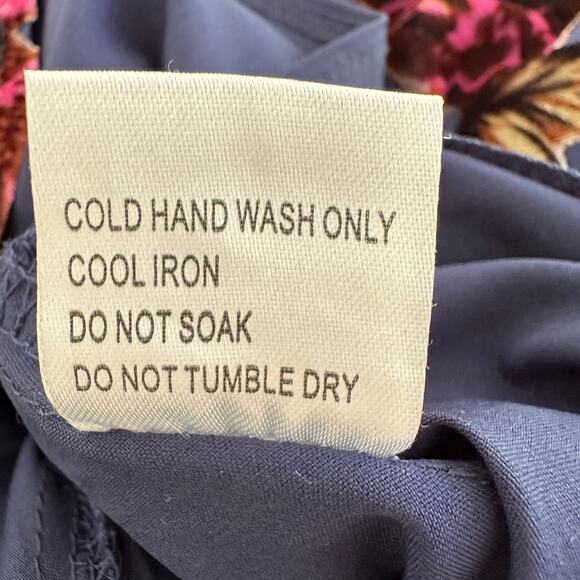 COLD HAND WASH ONLY
COOL IRON
DO NOT SOAK
DO NOT TUMBLE DRY